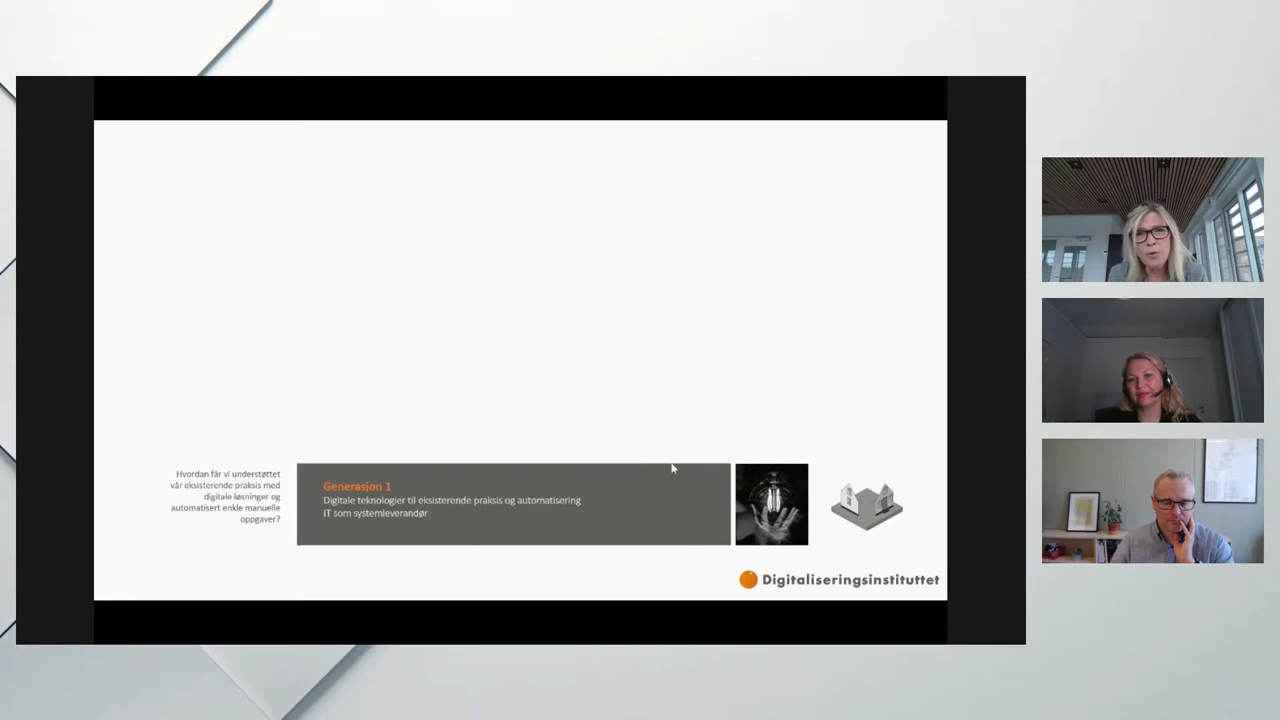 Hvordan får vi understøttet
vår eksisterende praksis med
digitale løsninger og
automatisert enkle manuelle
oppgaver?
Generasjon 1
Digitale teknologier til eksisterende praksis og automatisering
IT som systemleverandør
Digitaliseringsinstituttet